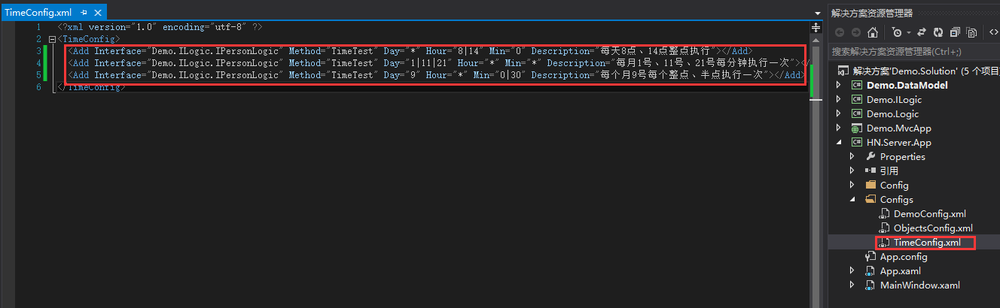 TimeConfig.xml
1 <?xml version="1.0" encoding="utf-8" ?>
2 <TimeConfig>
3 <Add Interface="Demo.ILogic.IPersonLogic" Method="TimeTest" Day="*" Hour="8|14" Min="0" Description="每天8点、14点整点执行"></Add>
4 <Add Interface="Demo.ILogic.IPersonLogic" Method="TimeTest" Day="1|11|21" Hour="*" Min="*" Description="每月1号、11号、21号每分钟执行一次"></
5 <Add Interface="Demo.ILogic.IPersonLogic" Method="TimeTest" Day="9" Hour="*" Min="0|30" Description="每个月9号每个整点、半点执行一次"></Add>
6 </TimeConfig>
解决方案资源管理器
搜索解决方案资源管理器(Ctrl+;)
解决方案'Demo.Solution' (5 个项目)
Demo.DataModel
Demo.ILogic
Demo.Logic
Demo.MvcApp
HN.Server.App
Properties
引用
Config
Configs
DemoConfig.xml
ObjectsConfig.xml
TimeConfig.xml
App.config
App.xaml
MainWindow.xaml